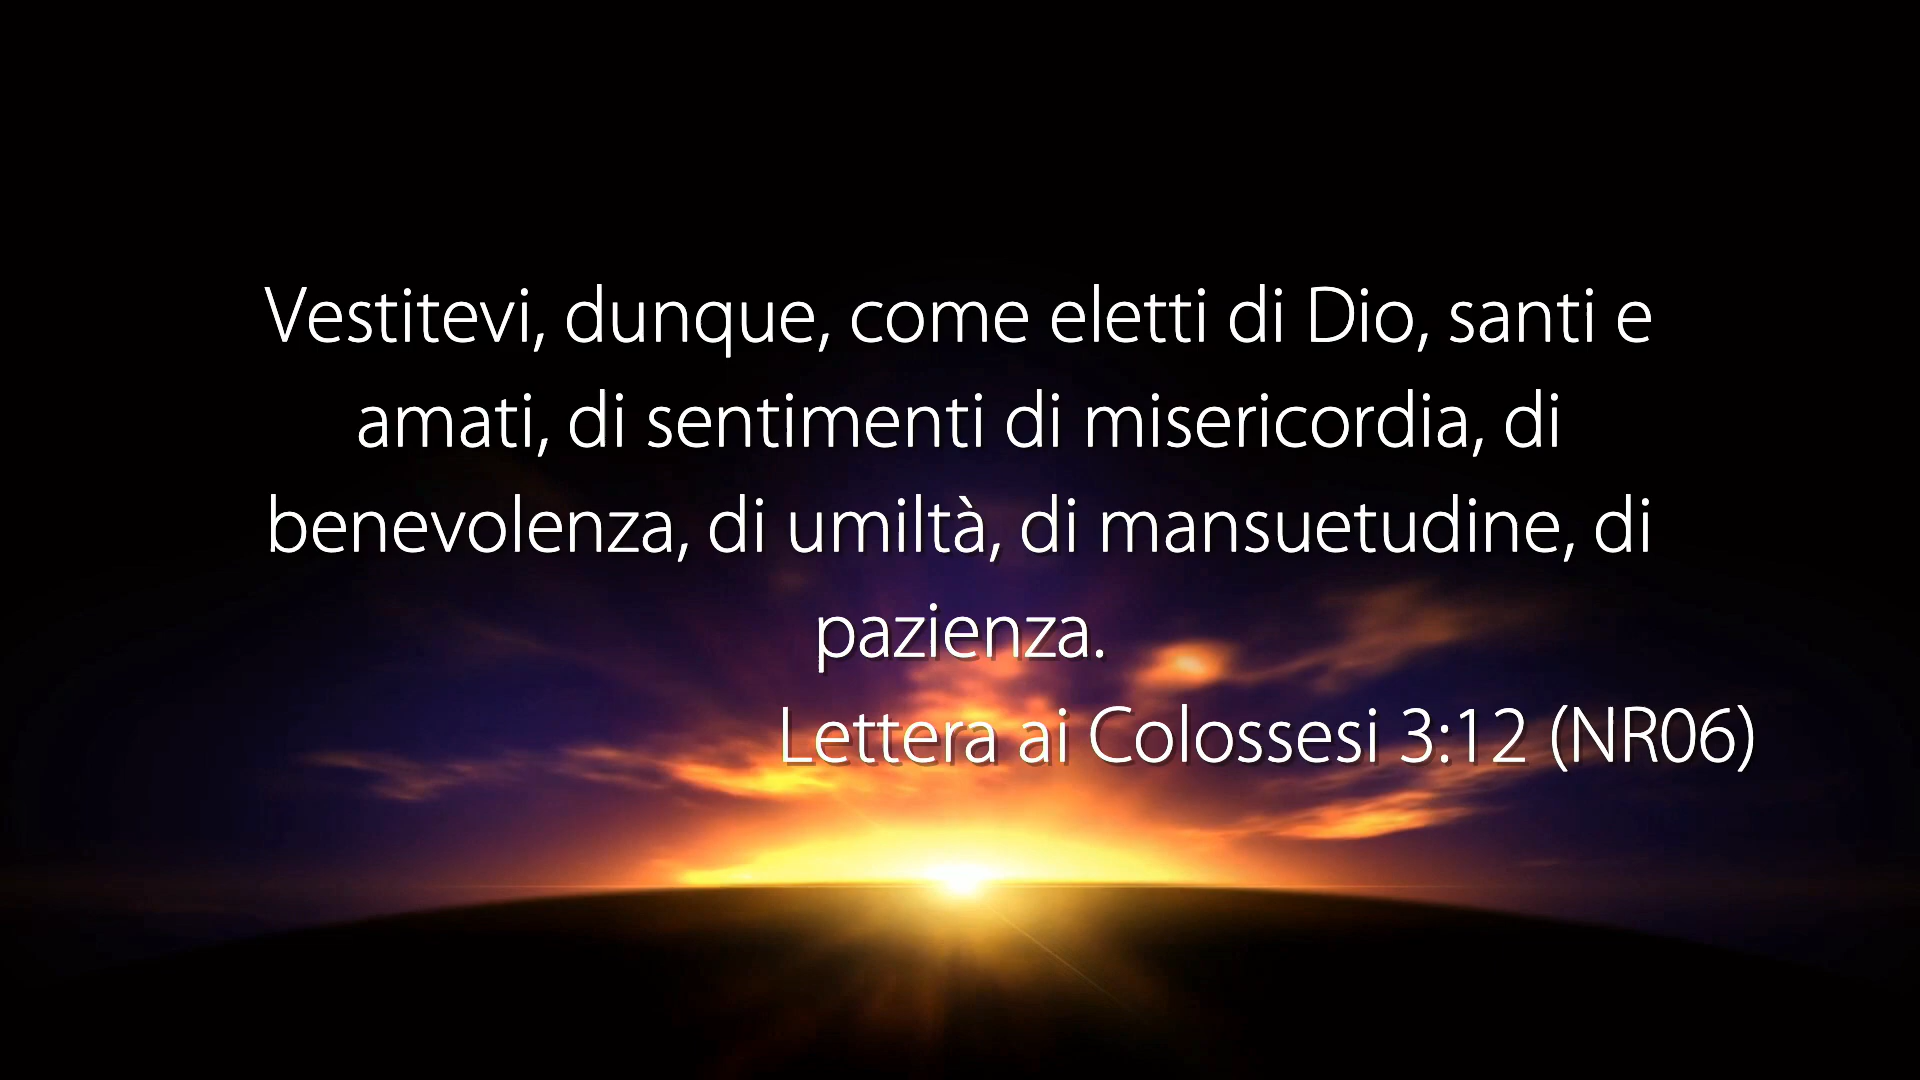 Vestitevi, dunque, come eletti di Dio, santi e
amati, di sentimenti di misericordia, di
benevolenza, di umiltà, di mansuetudine, di
pazienza.
Lettera ai Colossesi 3:12 (NR06)